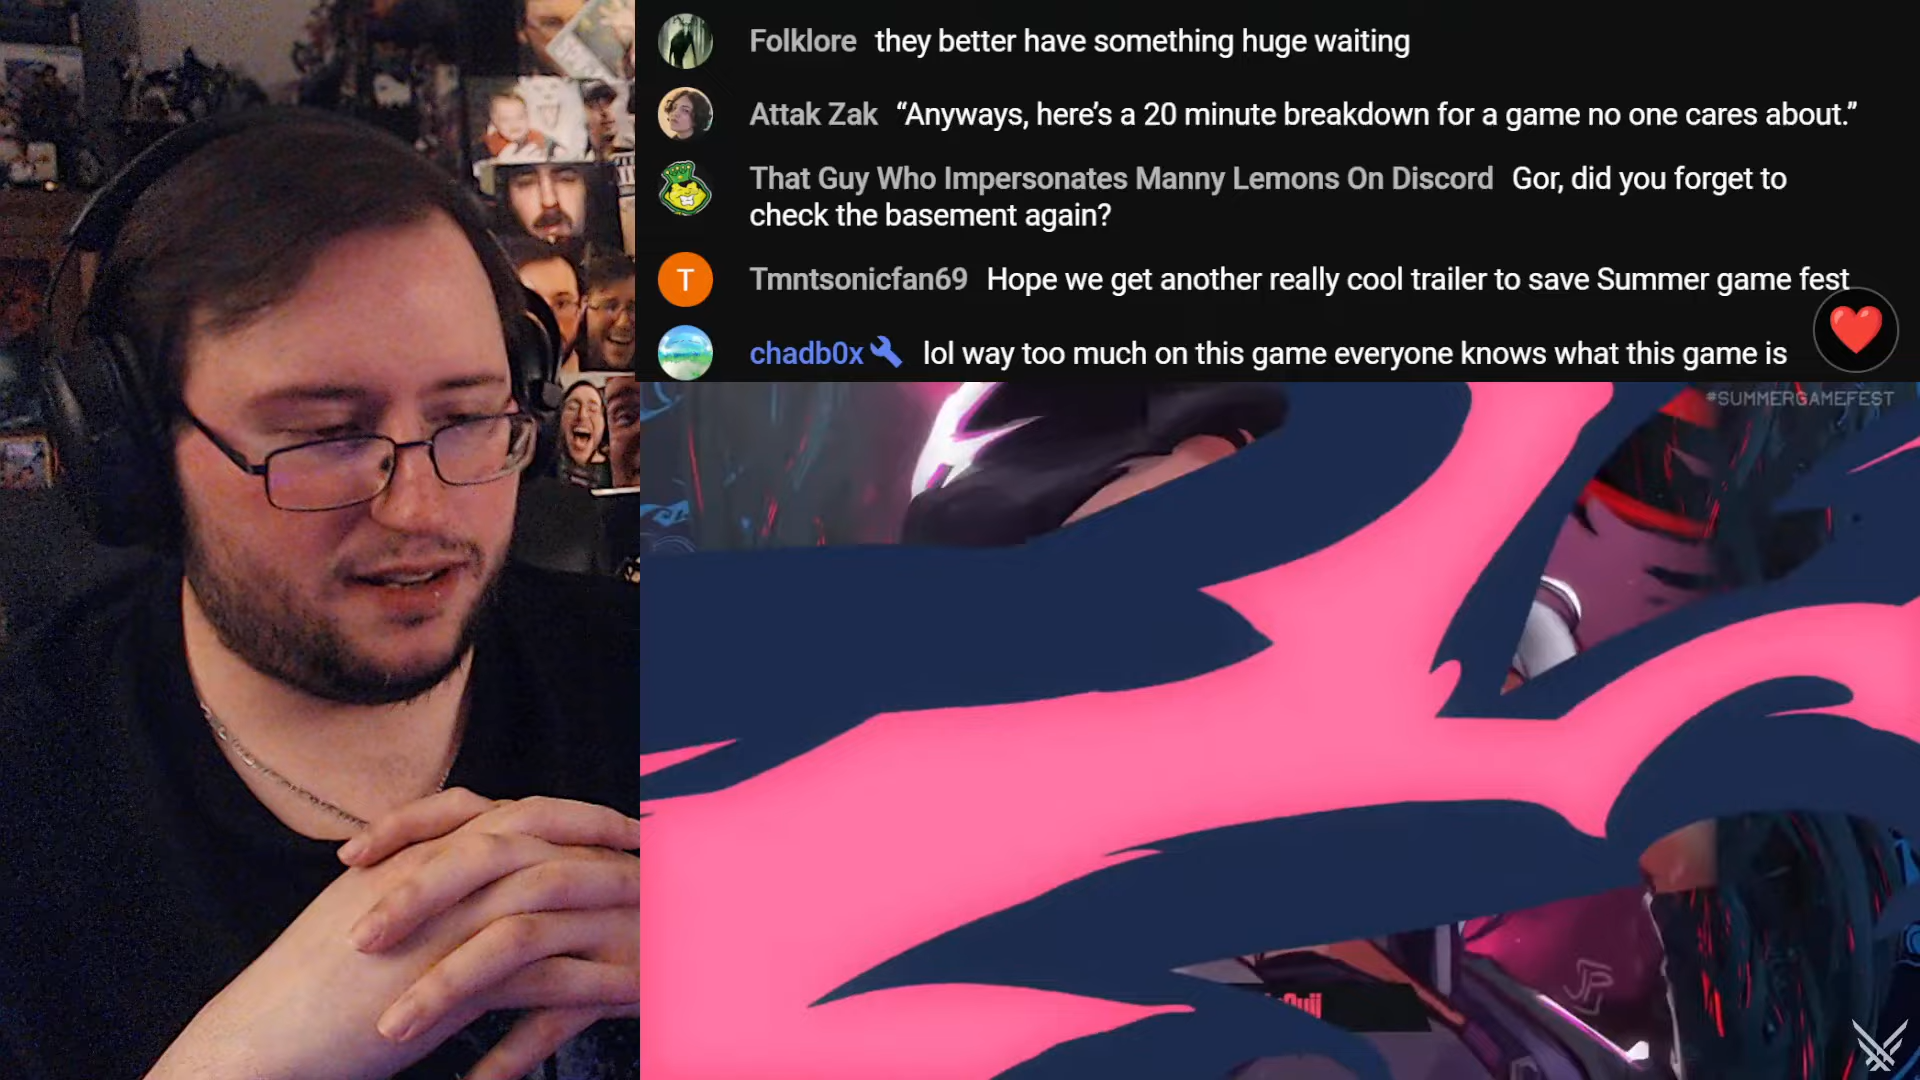 Folklore they better have something huge waiting
Attak Zak “Anyways, here’s a 20 minute breakdown for a game no one cares about.”
That Guy Who Impersonates Manny Lemons On Discord Gor, did you forget to
check the basement again?
T Tmntsonicfan69 Hope we get another really cool trailer to save Summer game fest
chadb0x lol way too much on this game everyone knows what this game is
#SUMMERGAMEFEST